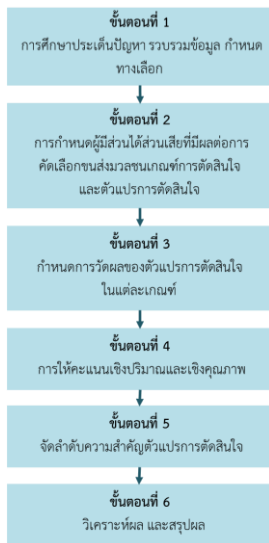 ขั้นตอนที่ 1
การศึกษาประเด็นปัญหา รวบรวมข้อมูล กำหนด
ทางเลือก
ขั้นตอนที่ 2
การกำหนดผู้มีส่วนได้ส่วนเสียที่มีผลต่อการ
คัดเลือกขนส่งมวลชนเกณฑ์การตัดสินใจ
และตัวแปรการตัดสินใจ
ขั้นตอนที่ 3
กำหนดการวัดผลของตัวแปรการตัดสินใจ
ในแต่ละเกณฑ์
ขั้นตอนที่ 4
การให้คะแนนเชิงปริมาณและเชิงคุณภาพ
ขั้นตอนที่ 5
จัดลำดับความสำคัญตัวแปรการตัดสินใจ
ขั้นตอนที่ 6
วิเคราะห์ผล และสรุปผล